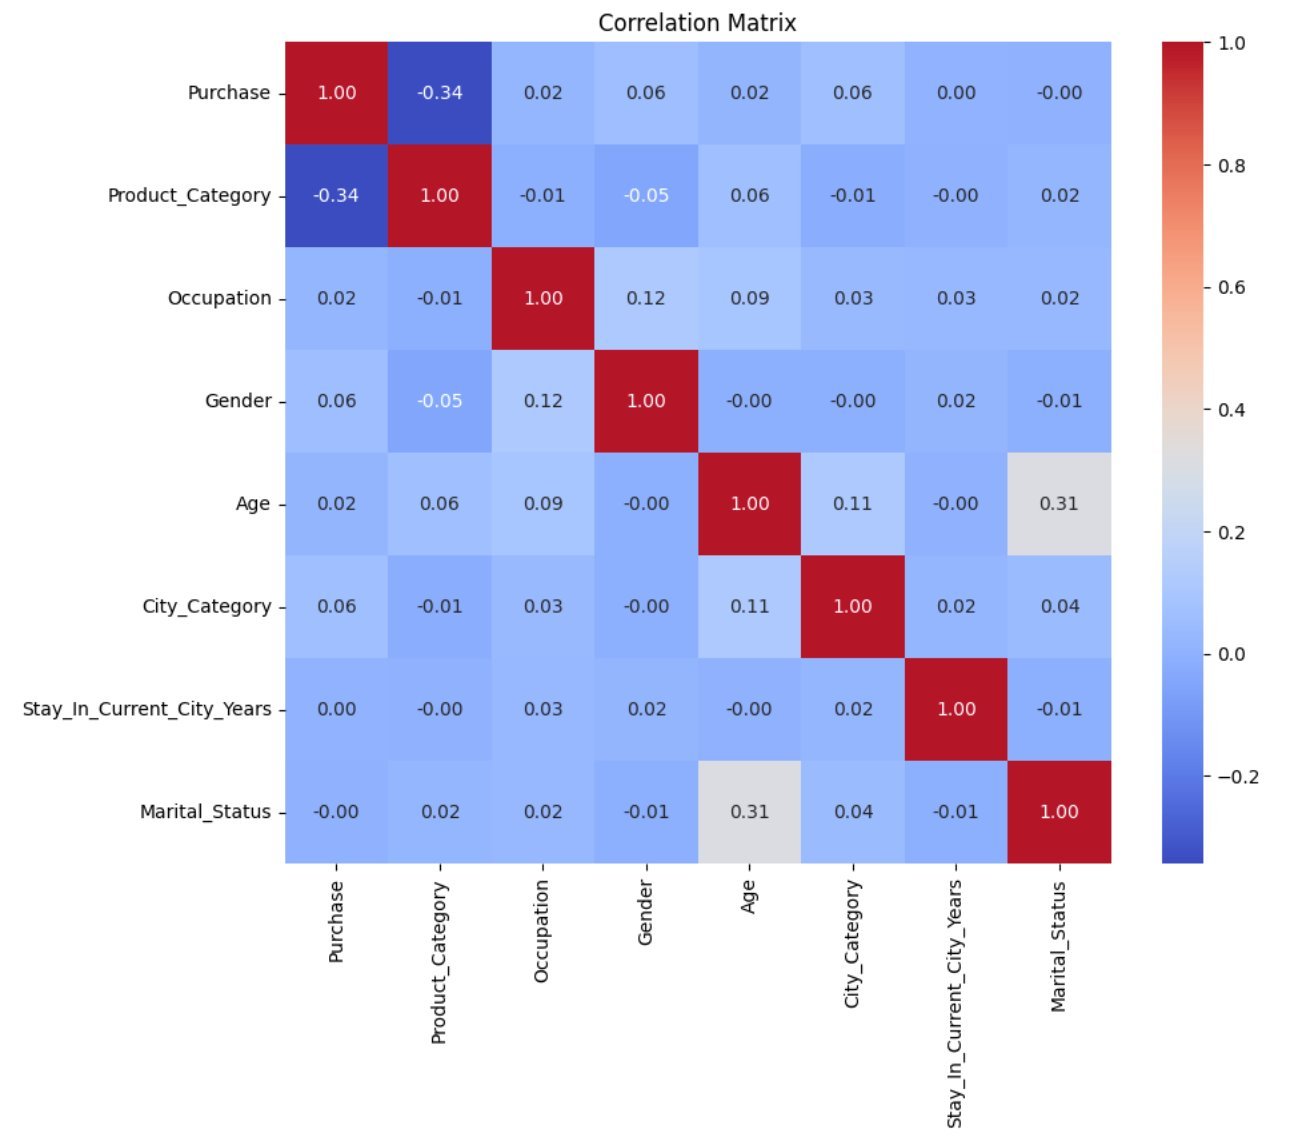 Correlation Matrix
Purchase 1.00 -0.34 0.02 0.06 0.02 0.06 0.00 -0.00
Product_Category -0.34 1.00 -0.01 -0.05 0.06 -0.01 -0.00 0.02
Occupation 0.02 -0.01 1.00 0.12 0.09 0.03 0.03 0.02
Gender 0.06 -0.05 0.12 1.00 -0.00 -0.00 0.02 -0.01
Age 0.02 0.06 0.09 -0.00 1.00 0.11 -0.00 0.31
City_Category 0.06 -0.01 0.03 -0.00 0.11 1.00 0.02 0.04
Stay_In_Current_City_Years 0.00 -0.00 0.03 0.02 -0.00 0.02 1.00 -0.01
Marital_Status -0.00 0.02 0.02 -0.01 0.31 0.04 -0.01 1.00
Purchase
Product_Category
Occupation
Gender
Age
City_Category
Stay_In_Current_City_Years
Marital_Status
1.0
0.8
0.6
0.4
0.2
0.0
−0.2